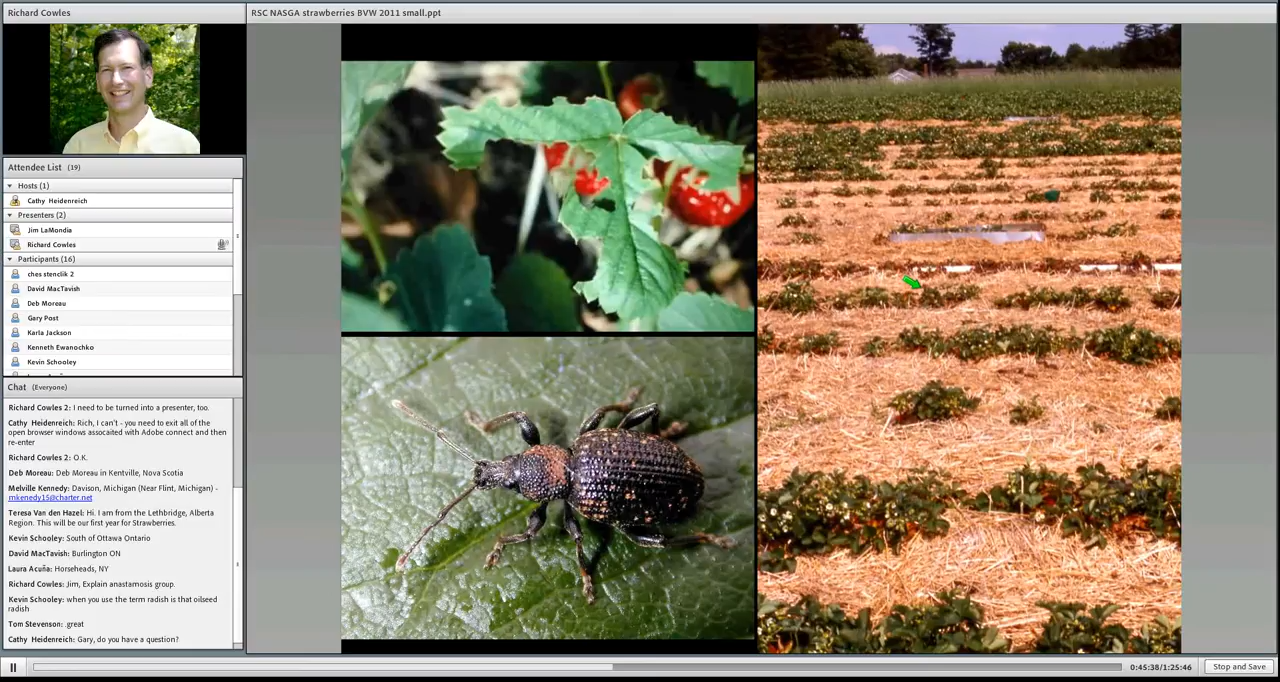 Richard Cowles
RSC NASGA strawberries BVW 2011 small.ppt
Attendee List (19)
Hosts (1)
Cathy Heidenreich
Presenters (2)
Jim LaMondia
Richard Cowles
Participants (16)
ches stenclik 2
David MacTavish
Deb Moreau
Gary Post
Karla Jackson
Kenneth Ewanochko
Kevin Schooley
Chat (Everyone)
Richard Cowles 2: I need to be turned into a presenter, too.
Cathy Heidenreich: Rich, I can't - you need to exit all of the
open browser windows assocaited with Adobe connect and then
re-enter
Richard Cowles 2: O.K.
Deb Moreau: Deb Moreau in Kentville, Nova Scotia
Melville Kennedy: Davison, Michigan (Near Flint, Michigan) -
mkenedy15@charter.net
Teresa Van den Hazel: Hi. I am from the Lethbridge, Alberta
Region. This will be our first year for Strawberries.
Kevin Schooley: South of Ottawa Ontario
David MacTavish: Burlington ON
Laura Acuña: Horseheads, NY
Richard Cowles: Jim, Explain anastamosis group.
Kevin Schooley: when you use the term radish is that oilseed
radish
Tom Stevenson: .great
Cathy Heidenreich: Gary, do you have a question?
0:45:38/1:25:46
Stop and Save